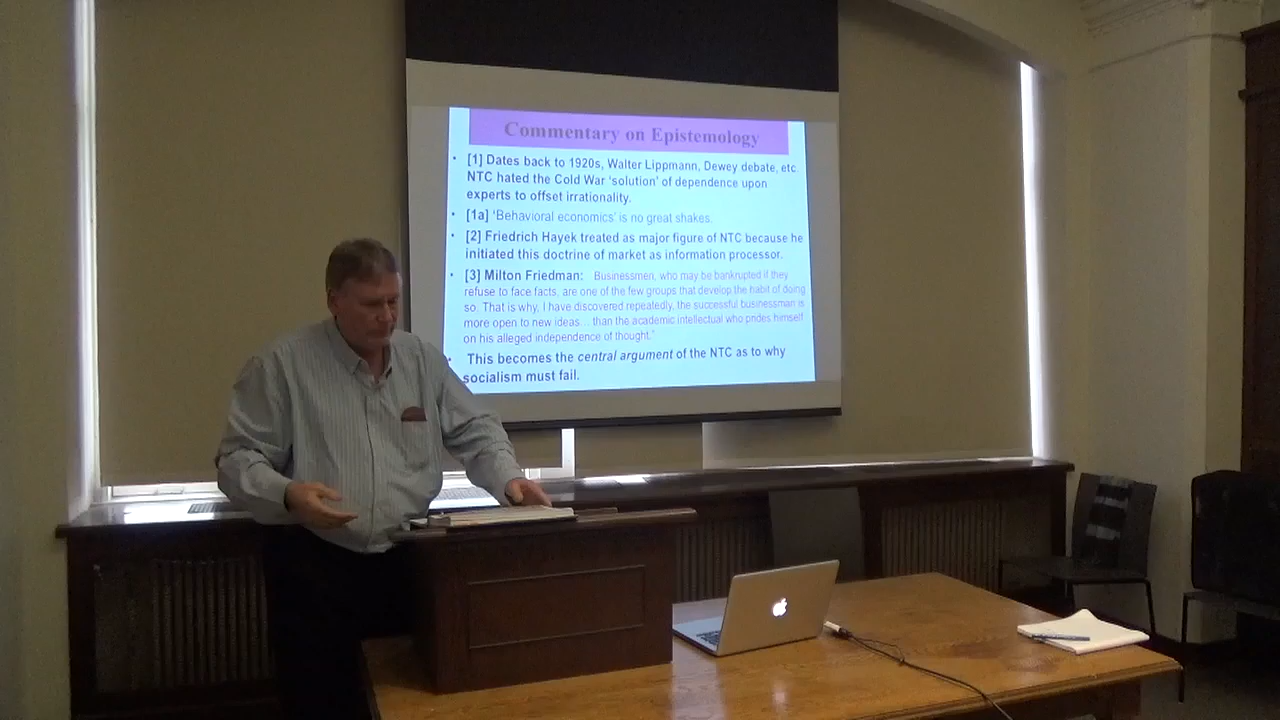 Commentary on Epistemology
• [1] Dates back to 1920s, Walter Lippmann, Dewey debate, etc.
NTC hated the Cold War ‘solution’ of dependence upon
experts to offset irrationality.
• [1a] ‘Behavioral economics’ is no great shakes.
• [2] Friedrich Hayek treated as major figure of NTC because he
initiated this doctrine of market as information processor.
• [3] Milton Friedman: Businessmen, who may be bankrupted if they
refuse to face facts, are one of the few groups that develop the habit of doing
so. That is why, I have discovered repeatedly, the successful businessman is
more open to new ideas… than the academic intellectual who prides himself
on his alleged independence of thought.”
• This becomes the central argument of the NTC as to why
socialism must fail.